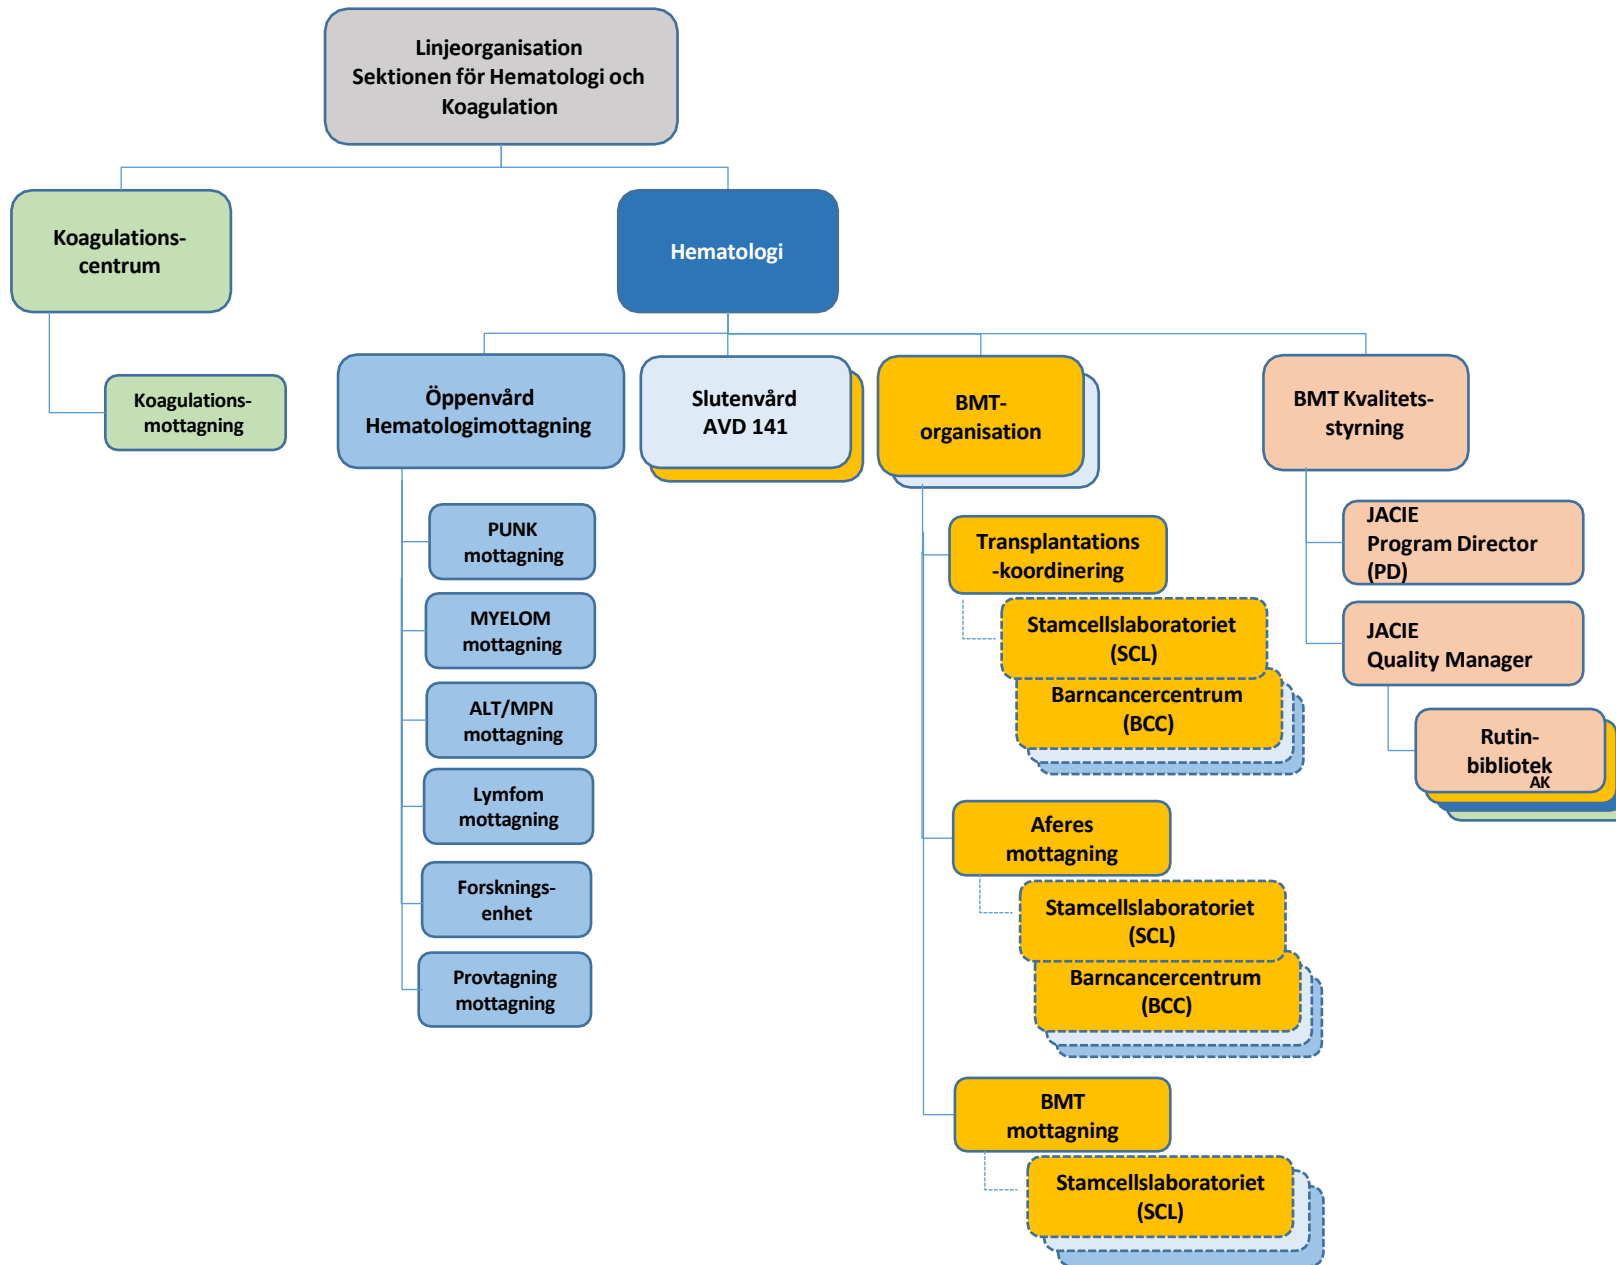 Linjeorganisation
Sektionen för Hematologi och
Koagulation
Koagulations-
centrum
Hematologi
Koagulations-
mottagning
Öppenvård
Hematologimottagning
Slutenvård
AVD 141
BMT-
organisation
BMT Kvalitets-
styrning
PUNK
mottagning
MYELOM
mottagning
ALT/MPN
mottagning
Lymfom
mottagning
Forsknings-
enhet
Provtagning
mottagning
Transplantations
-koordinering
Stamcellslaboratoriet
(SCL)
Barncancercentrum
(BCC)
Aferes
mottagning
Stamcellslaboratoriet
(SCL)
Barncancercentrum
(BCC)
BMT
mottagning
Stamcellslaboratoriet
(SCL)
JACIE
Program Director
(PD)
JACIE
Quality Manager
Rutin-
bibliotek
AK